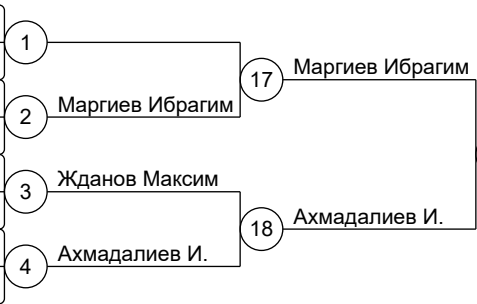 1
Маргиев Ибрагим
17
2
Маргиев Ибрагим
3
Жданов Максим
18
Ахмадалиев И.
4
Ахмадалиев И.